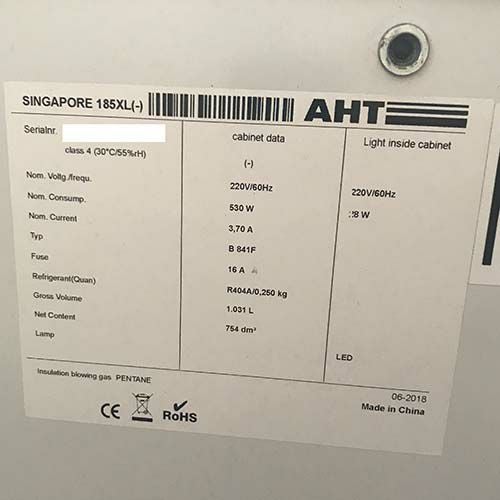 SINGAPORE 185XL(-) AHT
Serialnr. cabinet data Light inside cabinet
class 4 (30°C/55%rH) (-)
Nom. Voltg./frequ. 220V/60Hz 220V/60Hz
Nom. Consump. 530 W 8 W
Nom. Current 3,70 A
Typ B 841F
Fuse 16 A
Refrigerant(Quan) R404A/0,250 kg
Gross Volume 1.031 L
Net Content 754 dm³
Lamp LED
Insulation blowing gas PENTANE
CE RoHS
06-2018
Made in China